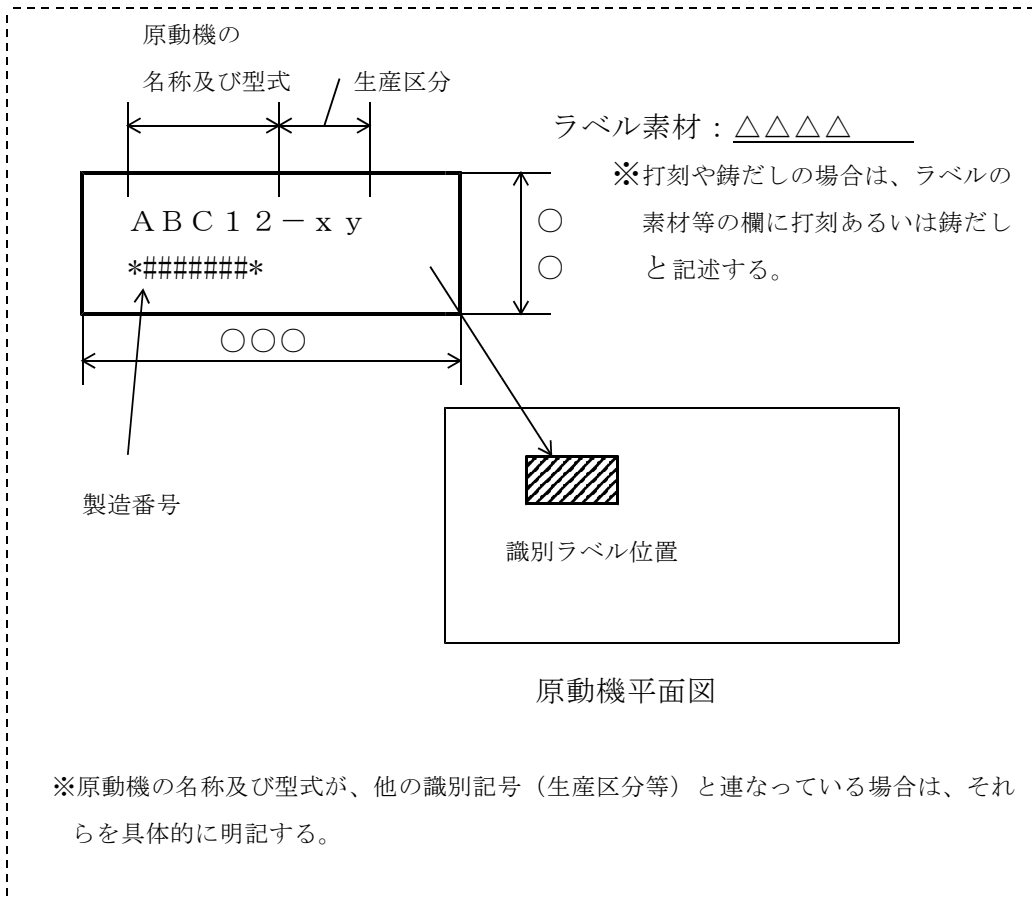 原動機の
名称及び型式
生産区分
ラベル素材：△△△△
※打刻や鋳だしの場合は、ラベルの
素材等の欄に打刻あるいは鋳だし
と記述する。
ＡＢＣ１２－ｘｙ
*#######*
○
○
○○○
製造番号
識別ラベル位置
原動機平面図
※原動機の名称及び型式が、他の識別記号（生産区分等）と連なっている場合は、それ
らを具体的に明記する。